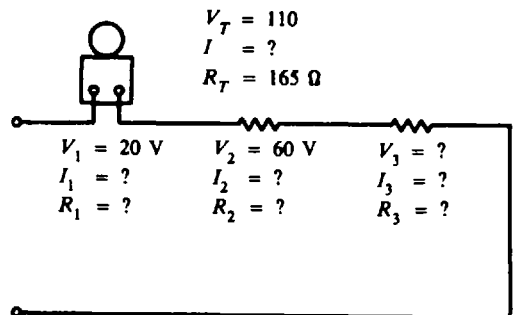 V_T = 110
I = ?
R_T = 165 Ω
V_1 = 20 V V_2 = 60 V V_3 = ?
I_1 = ? I_2 = ? I_3 = ?
R_1 = ? R_2 = ? R_3 = ?